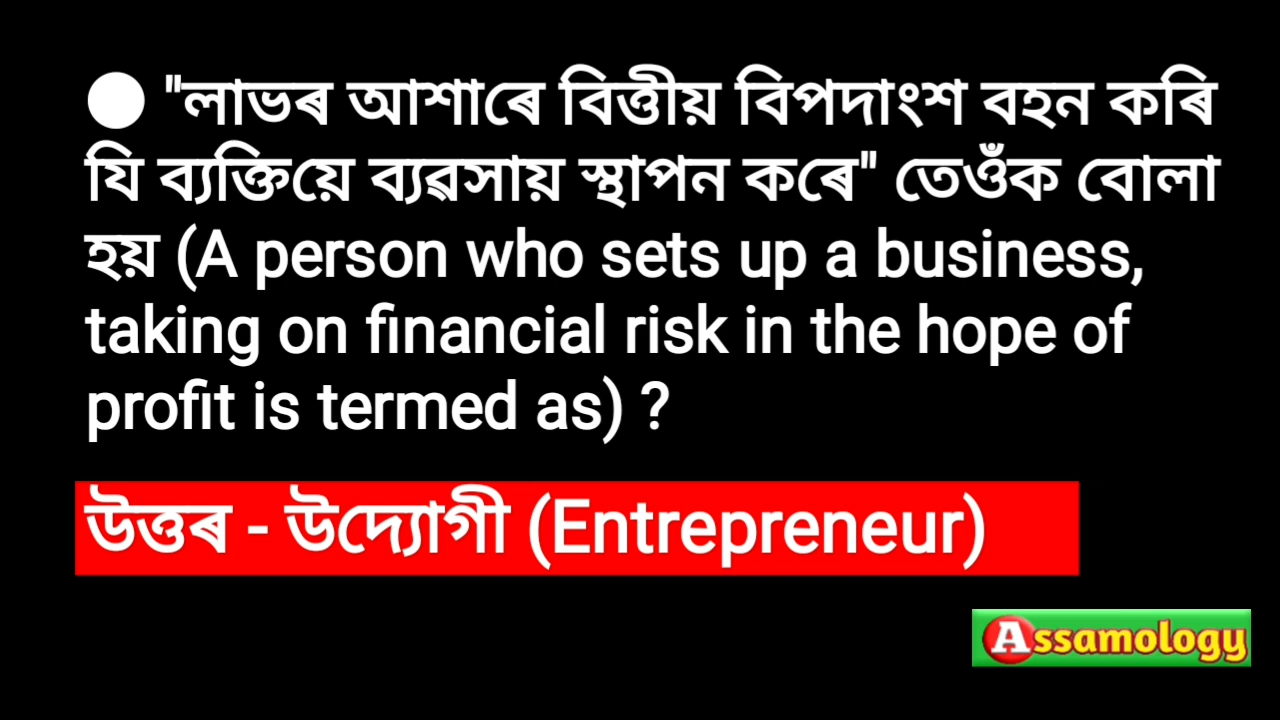 ● "লাভৰ আশাৰে বিত্তীয় বিপদাংশ বহন কৰি
যি ব্যক্তিয়ে ব্যৱসায় স্থাপন কৰে" তেওঁক বোলা
হয় (A person who sets up a business,
taking on financial risk in the hope of
profit is termed as) ?
উত্তৰ - উদ্যোগী (Entrepreneur)
Assamology